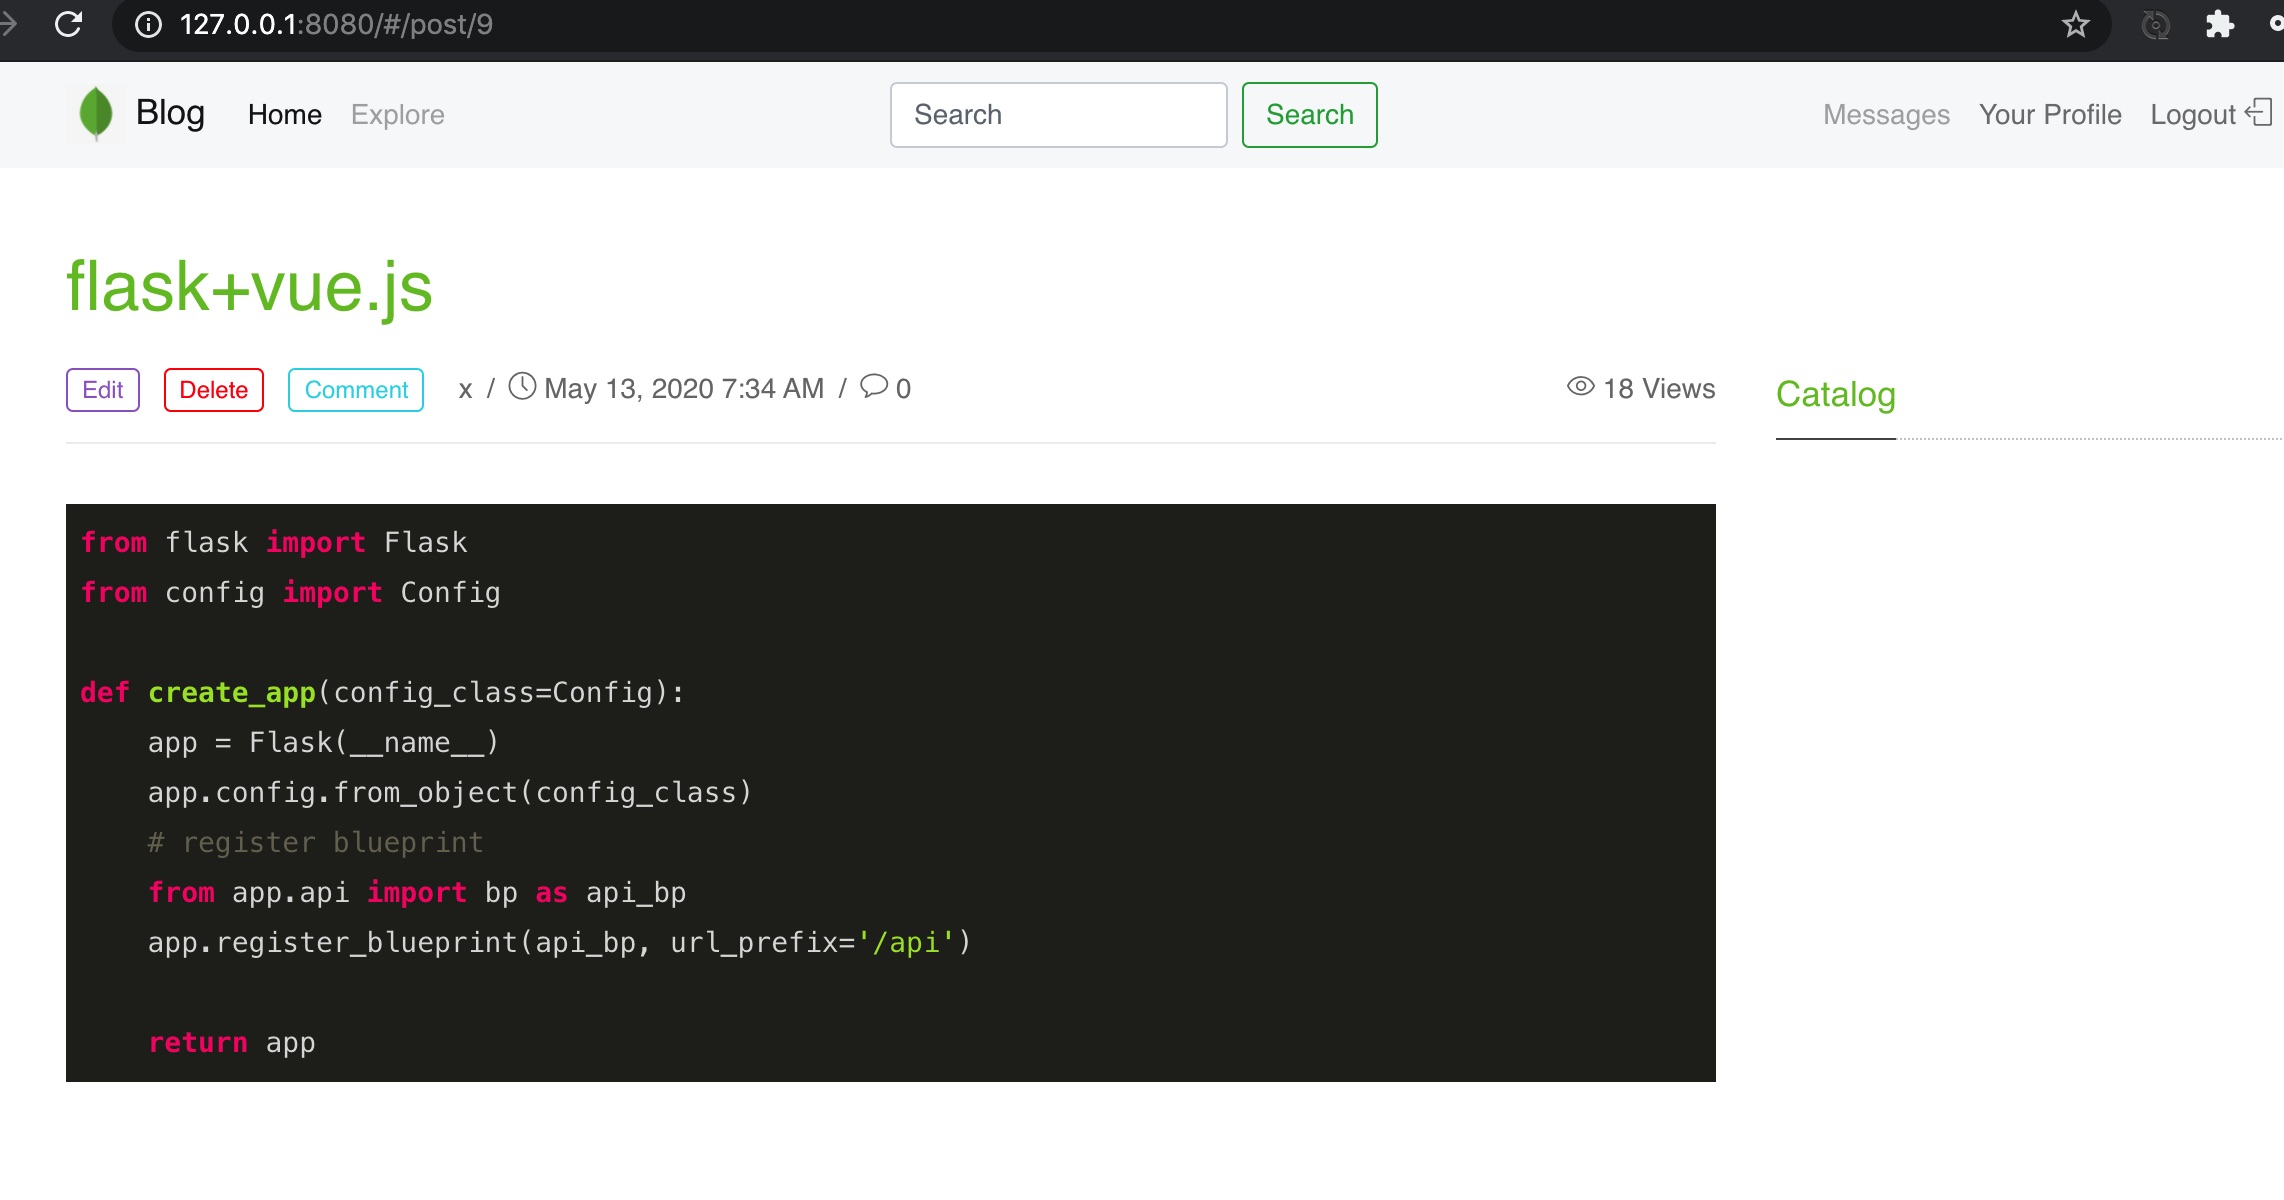 127.0.0.1:8080/#/post/9
Blog Home Explore Search Search Messages Your Profile Logout
flask+vue.js
Edit Delete Comment x / May 13, 2020 7:34 AM / 0 18 Views
Catalog
from flask import Flask
from config import Config
def create_app(config_class=Config):
    app = Flask(__name__)
    app.config.from_object(config_class)
    # register blueprint
    from app.api import bp as api_bp
    app.register_blueprint(api_bp, url_prefix='/api')
    return app